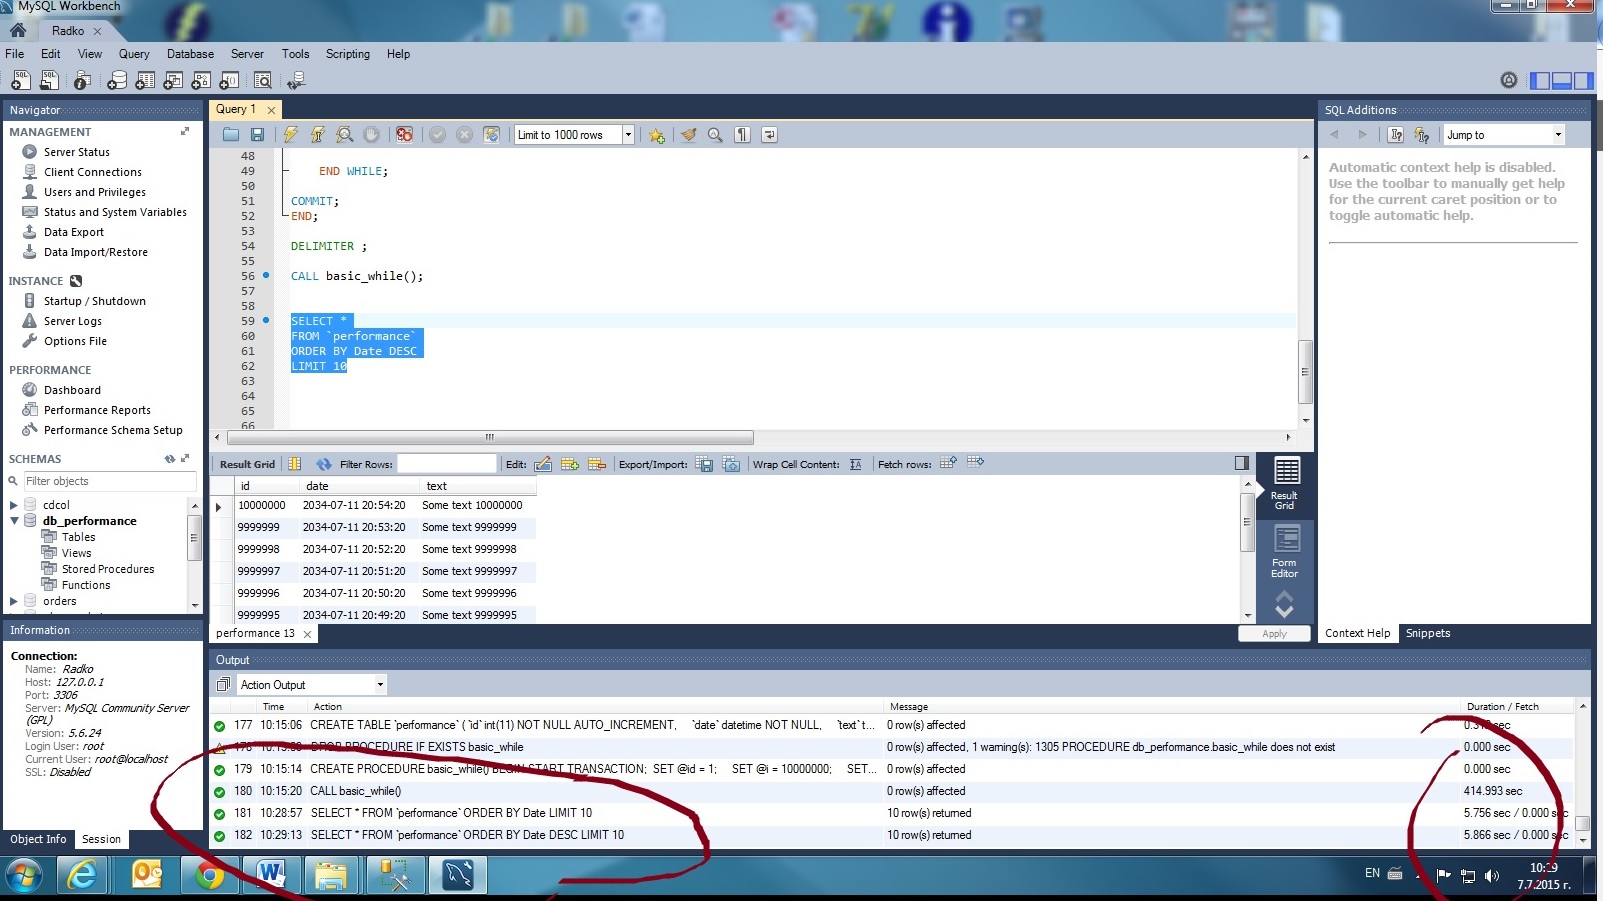 MySQL Workbench
Radko
File Edit View Query Database Server Tools Scripting Help
Navigator
MANAGEMENT
Server Status
Client Connections
Users and Privileges
Status and System Variables
Data Export
Data Import/Restore
INSTANCE
Startup / Shutdown
Server Logs
Options File
PERFORMANCE
Dashboard
Performance Reports
Performance Schema Setup
SCHEMAS
Filter objects
cdcol
db_performance
Tables
Views
Stored Procedures
Functions
orders
Information
Connection:
Name: Radko
Host: 127.0.0.1
Port: 3306
Server: MySQL Community Server
(GPL)
Version: 5.6.24
Login User: root
Current User: root@localhost
SSL: Disabled
Object Info Session
Query 1
Limit to 1000 rows
48
49 END WHILE;
50
51 COMMIT;
52 END;
53
54 DELIMITER ;
55
56 CALL basic_while();
57
58
59 SELECT *
60 FROM `performance`
61 ORDER BY Date DESC
62 LIMIT 10
63
64
65
66
Result Grid Filter Rows: Edit: Export/Import: Wrap Cell Content: Fetch rows:
id date text
10000000 2034-07-11 20:54:20 Some text 10000000
9999999 2034-07-11 20:53:20 Some text 9999999
9999998 2034-07-11 20:52:20 Some text 9999998
9999997 2034-07-11 20:51:20 Some text 9999997
9999996 2034-07-11 20:50:20 Some text 9999996
9999995 2034-07-11 20:49:20 Some text 9999995
Result
Grid
Form
Editor
performance 13
Apply
SQL Additions
Jump to
Automatic context help is disabled.
Use the toolbar to manually get help
for the current caret position or to
toggle automatic help.
Context Help Snippets
Output
Action Output
Time Action Message Duration / Fetch
177 10:15:06 CREATE TABLE `performance` ( `id` int(11) NOT NULL AUTO_INCREMENT, `date` datetime NOT NULL, `text` t... 0 row(s) affected sec
178 DROP PROCEDURE IF EXISTS basic_while 0 row(s) affected, 1 warning(s): 1305 PROCEDURE db_performance.basic_while does not exist 0.000 sec
179 10:15:14 CREATE PROCEDURE basic_while() BEGIN START TRANSACTION; SET @id = 1; SET @i = 10000000; SET... 0 row(s) affected 0.000 sec
180 10:15:20 CALL basic_while() 0 row(s) affected 414.993 sec
181 10:28:57 SELECT * FROM `performance` ORDER BY Date LIMIT 10 10 row(s) returned 5.756 sec / 0.000 sec
182 10:29:13 SELECT * FROM `performance` ORDER BY Date DESC LIMIT 10 10 row(s) returned 5.866 sec / 0.000 sec
EN
10:29
7.7.2015 г.